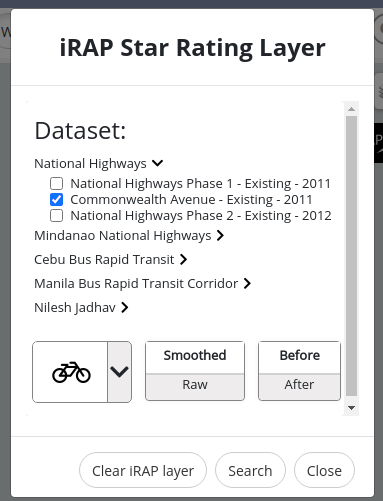 W
iRAP Star Rating Layer
Dataset:
National Highways
National Highways Phase 1 - Existing - 2011
Commonwealth Avenue - Existing - 2011
National Highways Phase 2 - Existing - 2012
Mindanao National Highways
Cebu Bus Rapid Transit
Manila Bus Rapid Transit Corridor
Nilesh Jadhav
Smoothed
Before
Raw
After
Clear iRAP layer
Search
Close